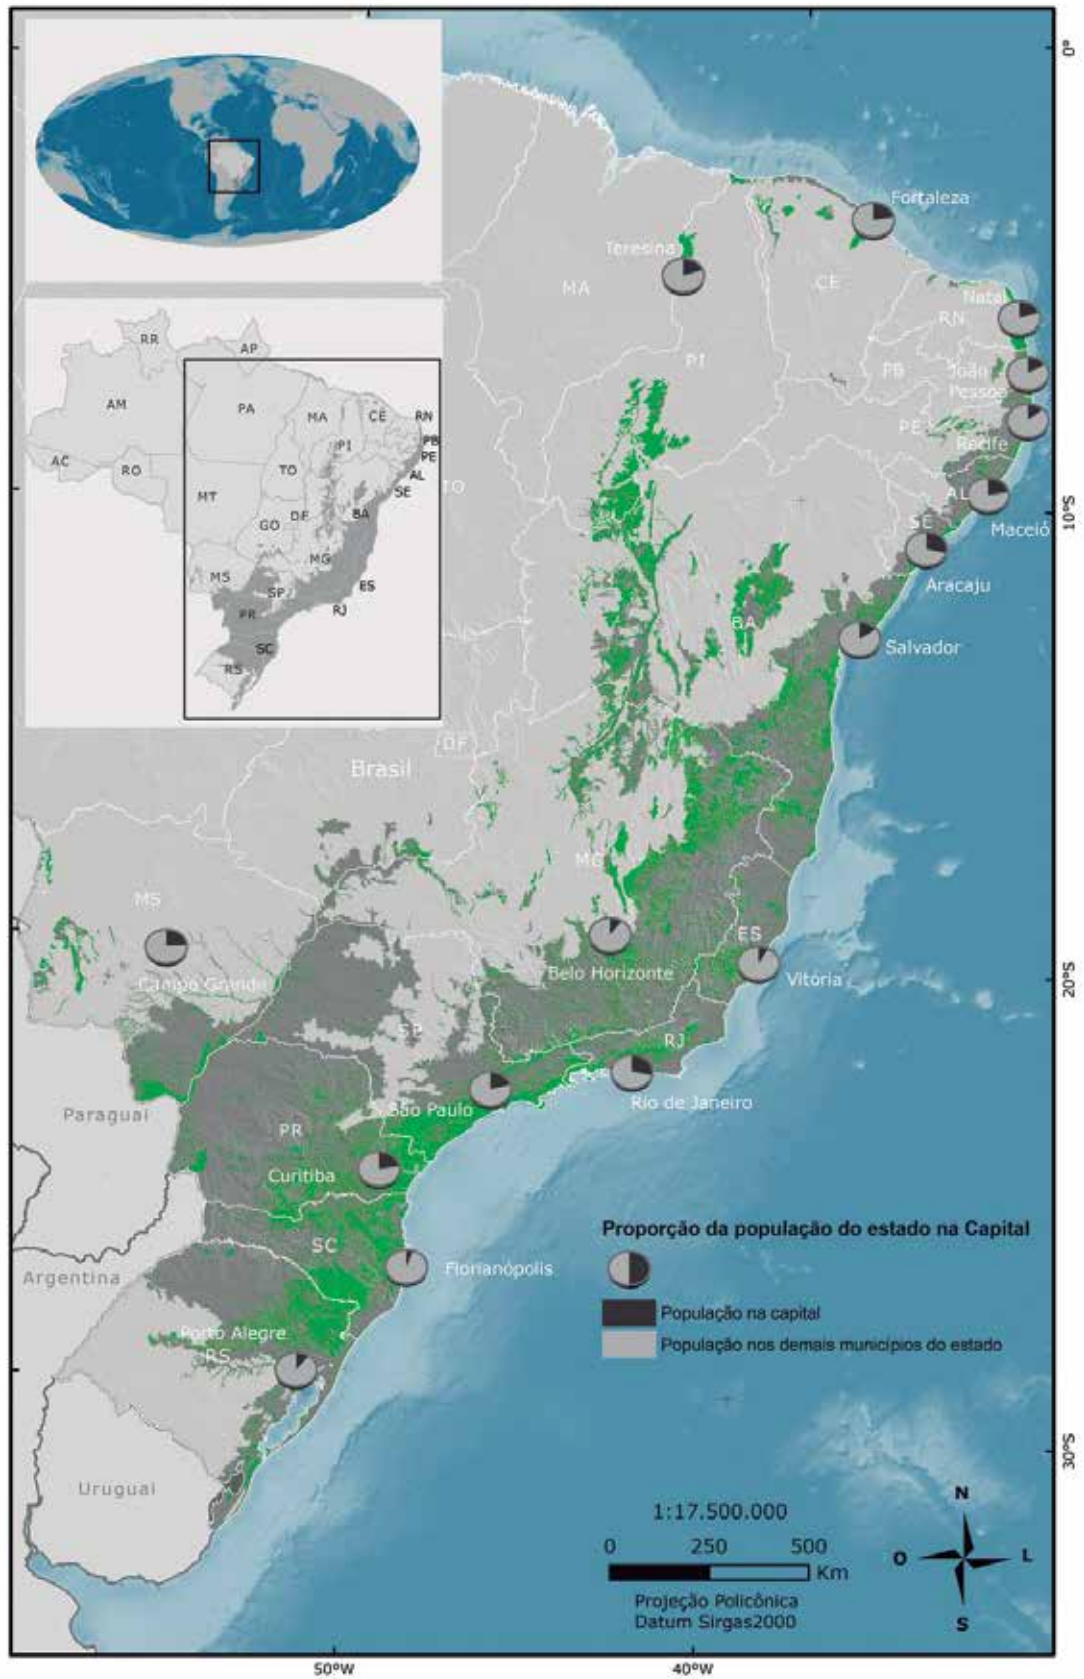 0°
Fortaleza
Teresina
MA
CE
Natal
RN
PI
PB
João
Pessoa
PE
Recife
AL
Maceió
SE
Aracaju
BA
Salvador
TO
DF
Brasil
MG
MS
Campo Grande
Belo Horizonte
ES
Vitória
SP
RJ
São Paulo
Rio de Janeiro
Paraguai
PR
Curitiba
SC
Florianópolis
Argentina
Porto Alegre
RS
Uruguai
10°S
20°S
30°S
50°W
40°W
RR
AP
AM
PA
MA
CE
RN
PB
PE
AL
SE
PI
AC
RO
TO
MT
BA
DF
GO
MG
MS
ES
SP
RJ
PR
SC
RS
Proporção da população do estado na Capital
População na capital
População nos demais municípios do estado
1:17.500.000
0 250 500
Km
Projeção Policônica
Datum Sirgas2000
N
O L
S